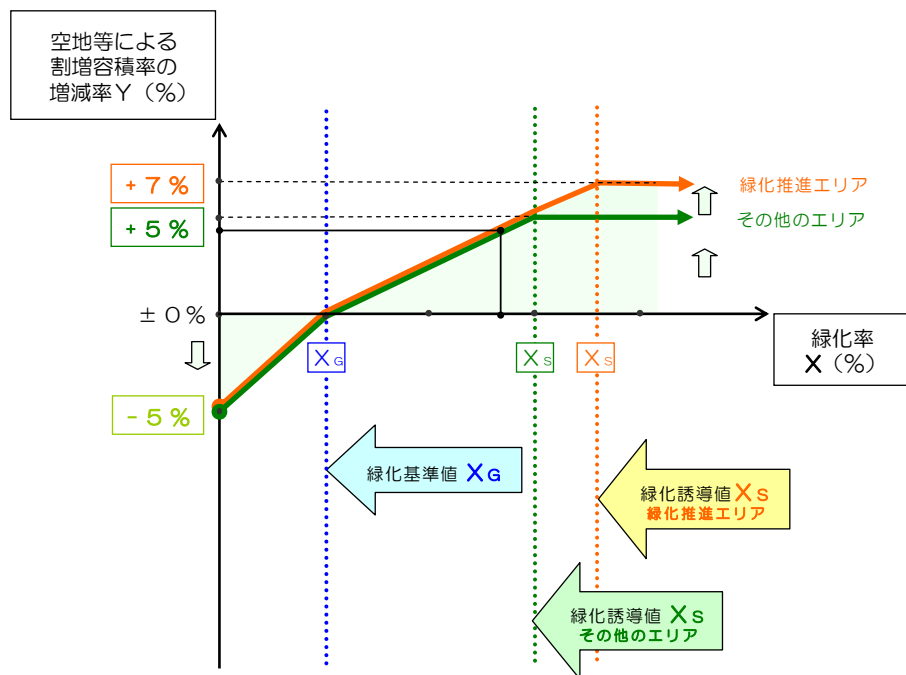 空地等による
割増容積率の
増減率Y（%）
+7%
+5%
±0%
-5%
緑化推進エリア
その他のエリア
緑化率
X（%）
XG
XS
XS
緑化基準値 XG
緑化誘導値 XS
緑化推進エリア
緑化誘導値 XS
その他のエリア